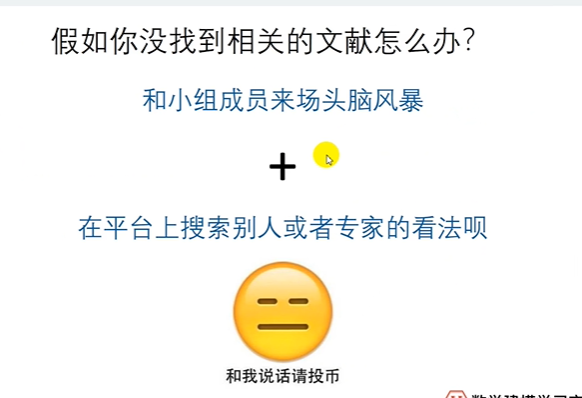 假如你没找到相关的文献怎么办?
和小组成员来场头脑风暴
+
在平台上搜索别人或者专家的看法呗
和我说话请投币